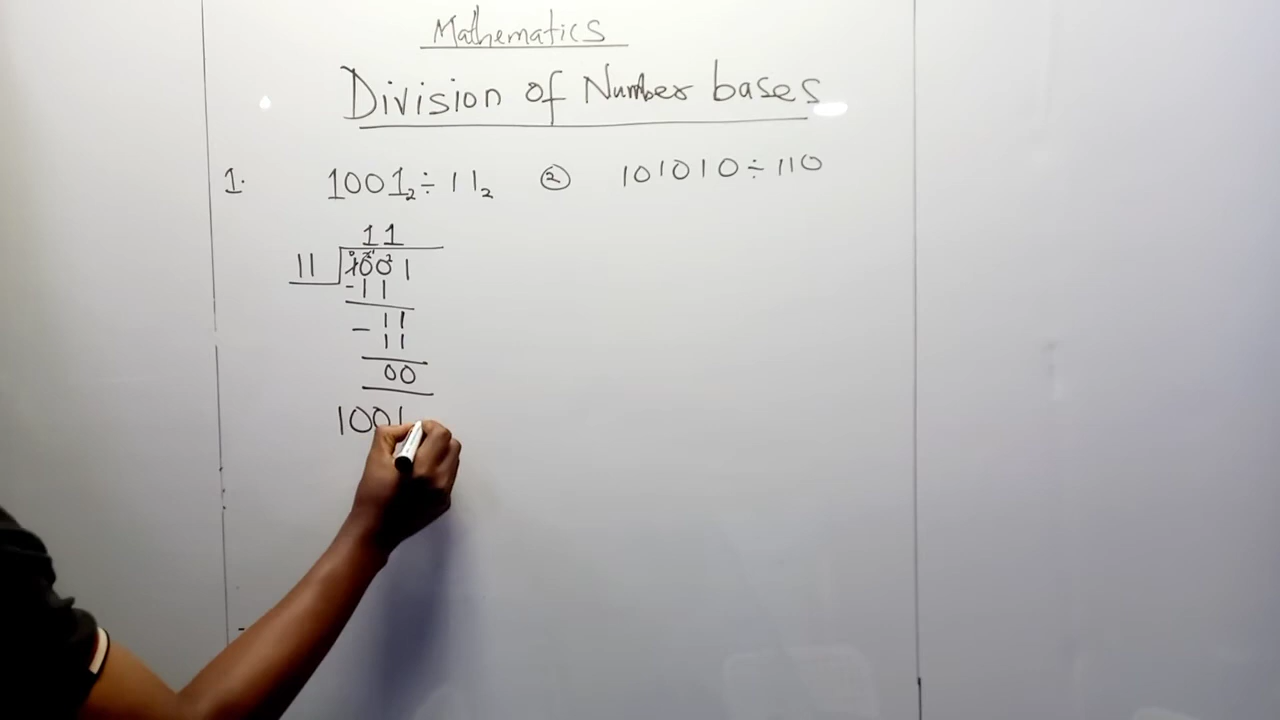 Mathematics
Division of Number bases
1. 1001₂ ÷ 11₂ ② 101010 ÷ 110
11
11 1001
-11
- 11
11
00
1001